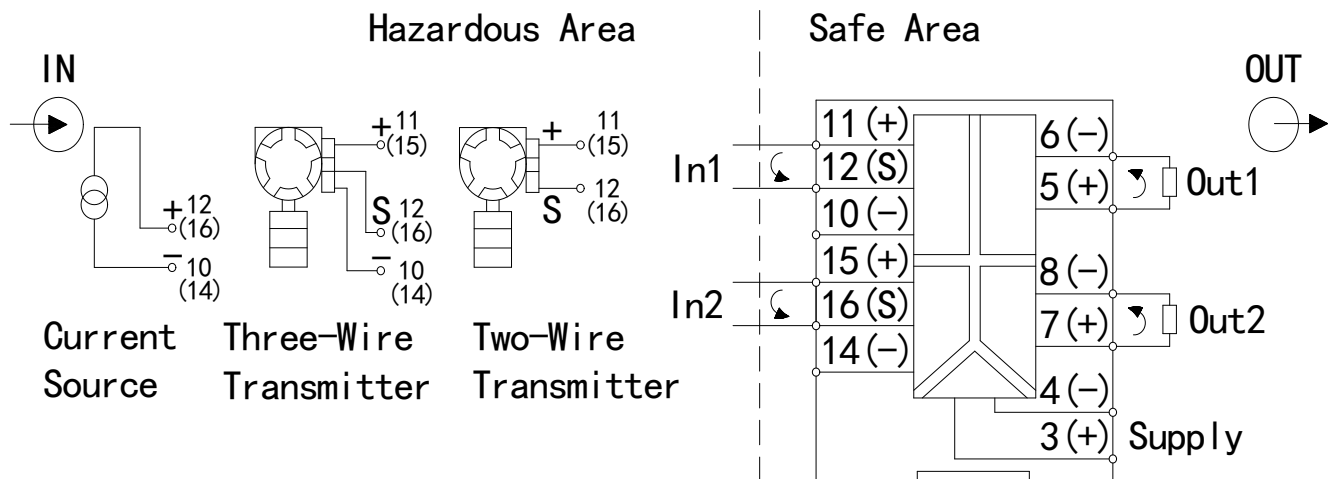 Hazardous Area
Safe Area
IN
OUT
+ 12
(16)
− 10
(14)
Current
Source
+ 11
(15)
S 12
(16)
− 10
(14)
Three-Wire
Transmitter
+ 11
(15)
S 12
(16)
Two-Wire
Transmitter
In1
In2
11(+)
12(S)
10(−)
15(+)
16(S)
14(−)
6(−)
5(+)
8(−)
7(+)
4(−)
3(+)
Out1
Out2
Supply